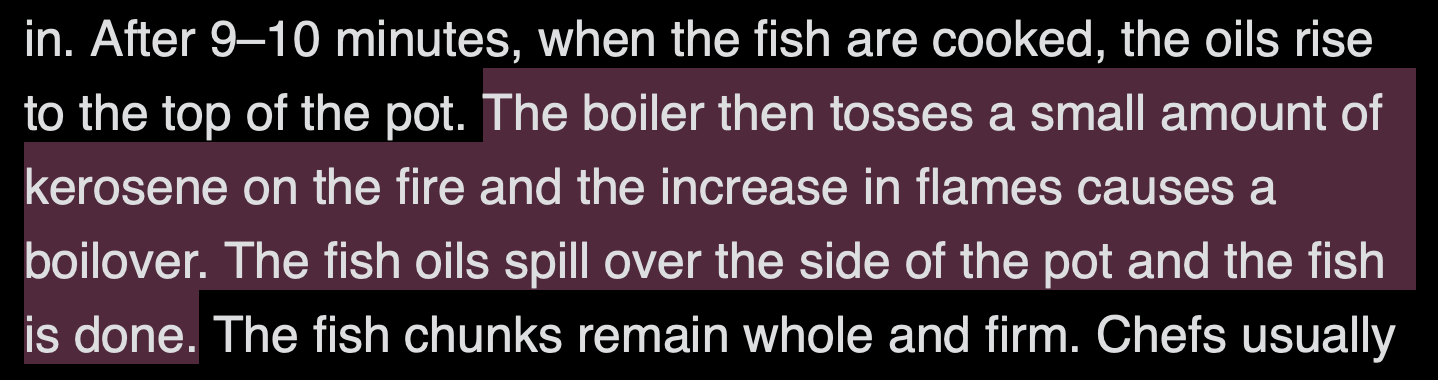 in. After 9–10 minutes, when the fish are cooked, the oils rise
to the top of the pot. The boiler then tosses a small amount of
kerosene on the fire and the increase in flames causes a
boilover. The fish oils spill over the side of the pot and the fish
is done. The fish chunks remain whole and firm. Chefs usually